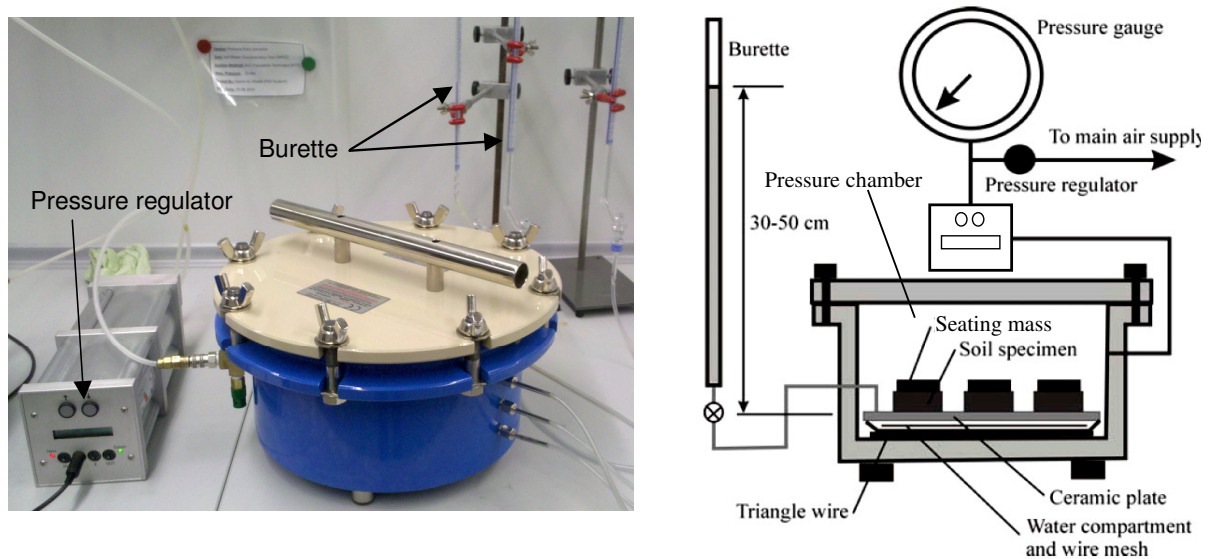 Burette
Pressure regulator
Burette
Pressure gauge
To main air supply
Pressure regulator
Pressure chamber
30-50 cm
Seating mass
Soil specimen
Triangle wire
Ceramic plate
Water compartment
and wire mesh